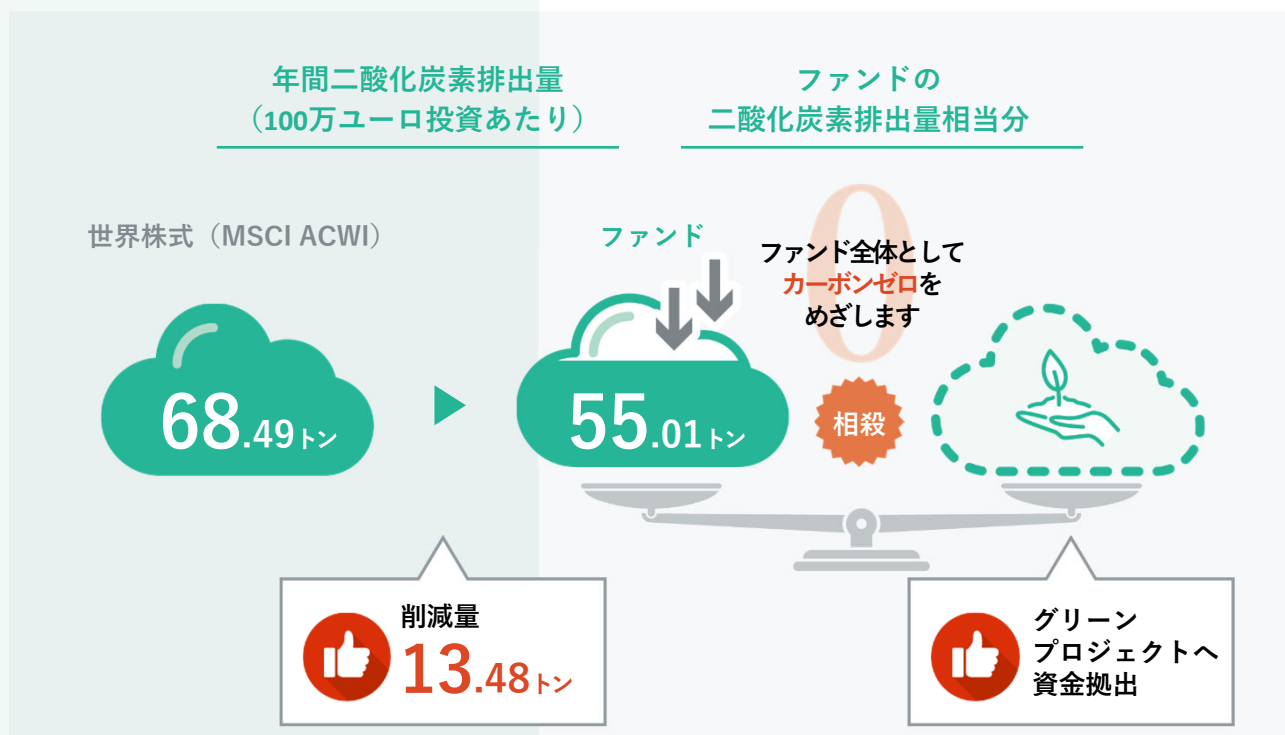 年間二酸化炭素排出量
（100万ユーロ投資あたり）
ファンドの
二酸化炭素排出量相当分
世界株式（MSCI ACWI）
ファンド
0
ファンド全体として
カーボンゼロを
めざします
68.49トン
55.01トン
相殺
削減量
13.48トン
グリーン
プロジェクトへ
資金拠出